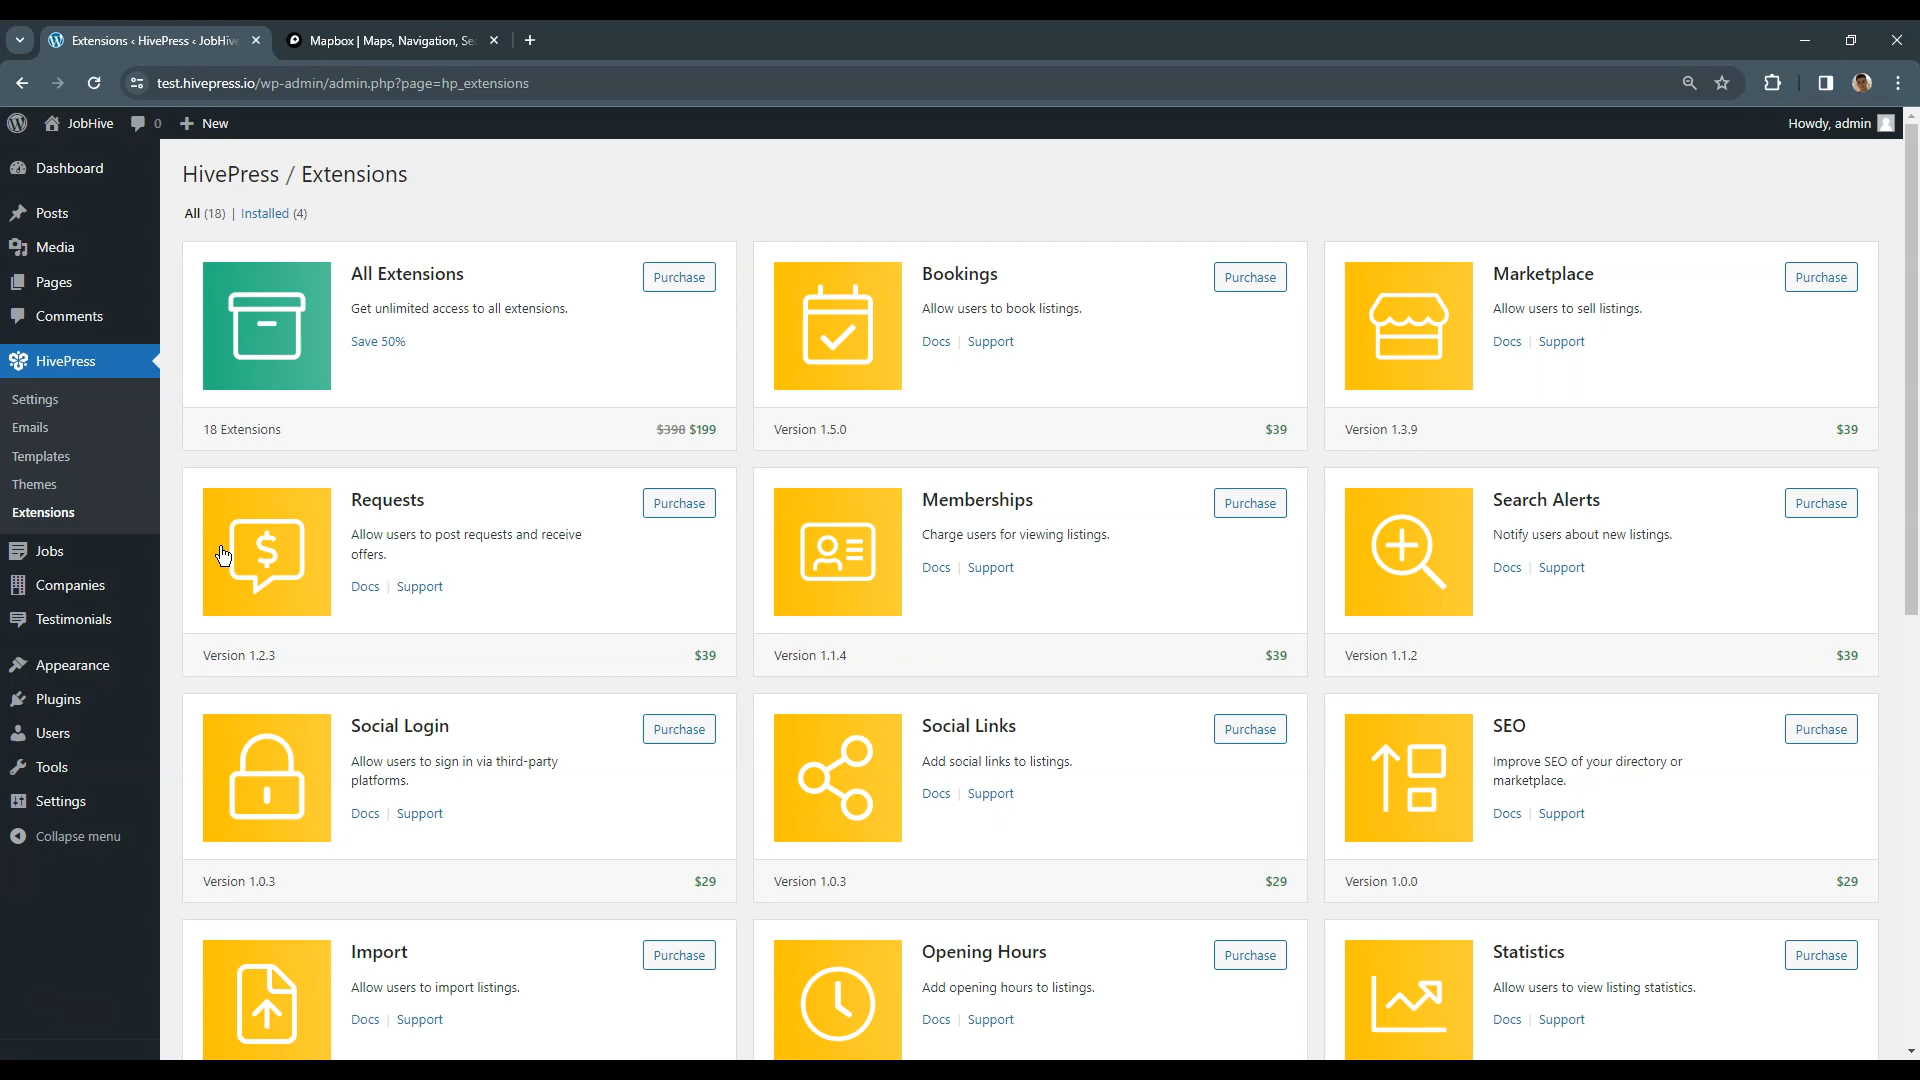 Extensions ‹ HivePress ‹ JobHive
Mapbox | Maps, Navigation, Se
test.hivepress.io/wp-admin/admin.php?page=hp_extensions
JobHive
0
New
Howdy, admin
Dashboard
Posts
Media
Pages
Comments
HivePress
Settings
Emails
Templates
Themes
Extensions
Jobs
Companies
Testimonials
Appearance
Plugins
Users
Tools
Settings
Collapse menu
HivePress / Extensions
All (18) | Installed (4)
All Extensions
Purchase
Get unlimited access to all extensions.
Save 50%
18 Extensions
$398 $199
Bookings
Purchase
Allow users to book listings.
Docs | Support
Version 1.5.0
$39
Marketplace
Purchase
Allow users to sell listings.
Docs | Support
Version 1.3.9
$39
Requests
Purchase
Allow users to post requests and receive
offers.
Docs | Support
Version 1.2.3
$39
Memberships
Purchase
Charge users for viewing listings.
Docs | Support
Version 1.1.4
$39
Search Alerts
Purchase
Notify users about new listings.
Docs | Support
Version 1.1.2
$39
Social Login
Purchase
Allow users to sign in via third-party
platforms.
Docs | Support
Version 1.0.3
$29
Social Links
Purchase
Add social links to listings.
Docs | Support
Version 1.0.3
$29
SEO
Purchase
Improve SEO of your directory or
marketplace.
Docs | Support
Version 1.0.0
$29
Import
Purchase
Allow users to import listings.
Docs | Support
Opening Hours
Purchase
Add opening hours to listings.
Docs | Support
Statistics
Purchase
Allow users to view listing statistics.
Docs | Support